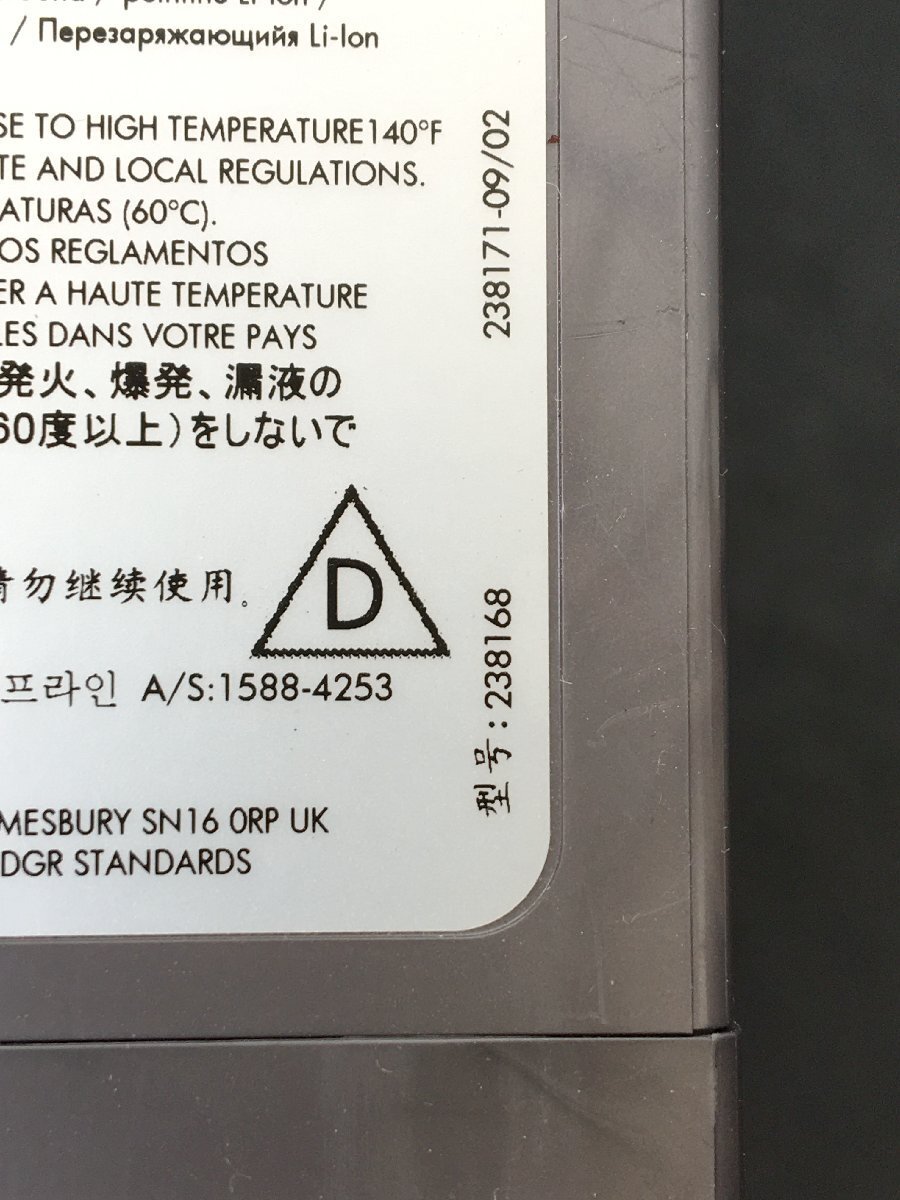 Li-Ion /
/ Перезаряжающийя Li-Ion
SE TO HIGH TEMPERATURE140°F
TE AND LOCAL REGULATIONS.
ATURAS (60°C).
OS REGLAMENTOS
ER A HAUTE TEMPERATURE
LES DANS VOTRE PAYS
発火、爆発、漏液の
60度以上)をしないで
请勿继续使用。
D
프라인 A/S:1588-4253
MESBURY SN16 0RP UK
DGR STANDARDS
238171-09/02
型号:238168